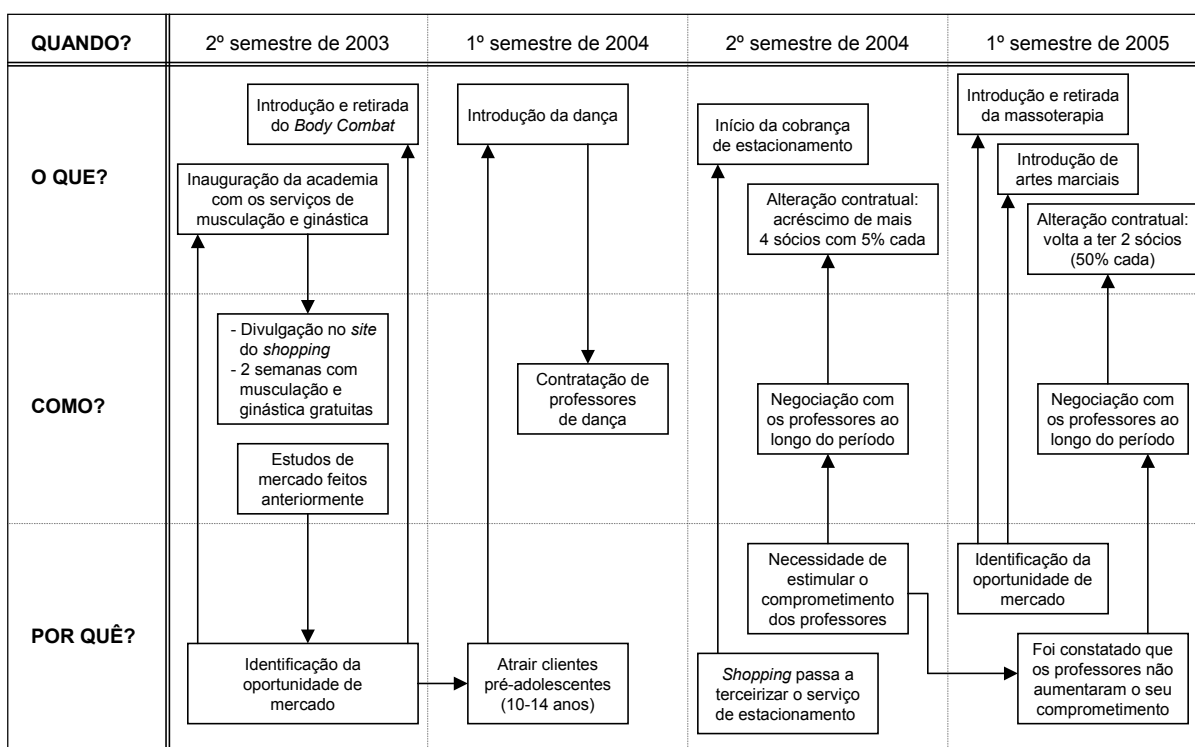 QUANDO?
2º semestre de 2003
1º semestre de 2004
2º semestre de 2004
1º semestre de 2005
O QUE?
Introdução e retirada
do Body Combat
Inauguração da academia
com os serviços de
musculação e ginástica
Introdução da dança
Início da cobrança
de estacionamento
Alteração contratual:
acréscimo de mais
4 sócios com 5% cada
Introdução e retirada
da massoterapia
Introdução de
artes marciais
Alteração contratual:
volta a ter 2 sócios
(50% cada)
COMO?
- Divulgação no site
do shopping
- 2 semanas com
musculação e
ginástica gratuitas
Estudos de
mercado feitos
anteriormente
Contratação de
professores
de dança
Negociação com
os professores ao
longo do período
Negociação com
os professores ao
longo do período
POR QUÊ?
Identificação da
oportunidade de
mercado
Atrair clientes
pré-adolescentes
(10-14 anos)
Necessidade de
estimular o
comprometimento
dos professores
Shopping passa a
terceirizar o serviço
de estacionamento
Identificação da
oportunidade de
mercado
Foi constatado que
os professores não
aumentaram o seu
comprometimento